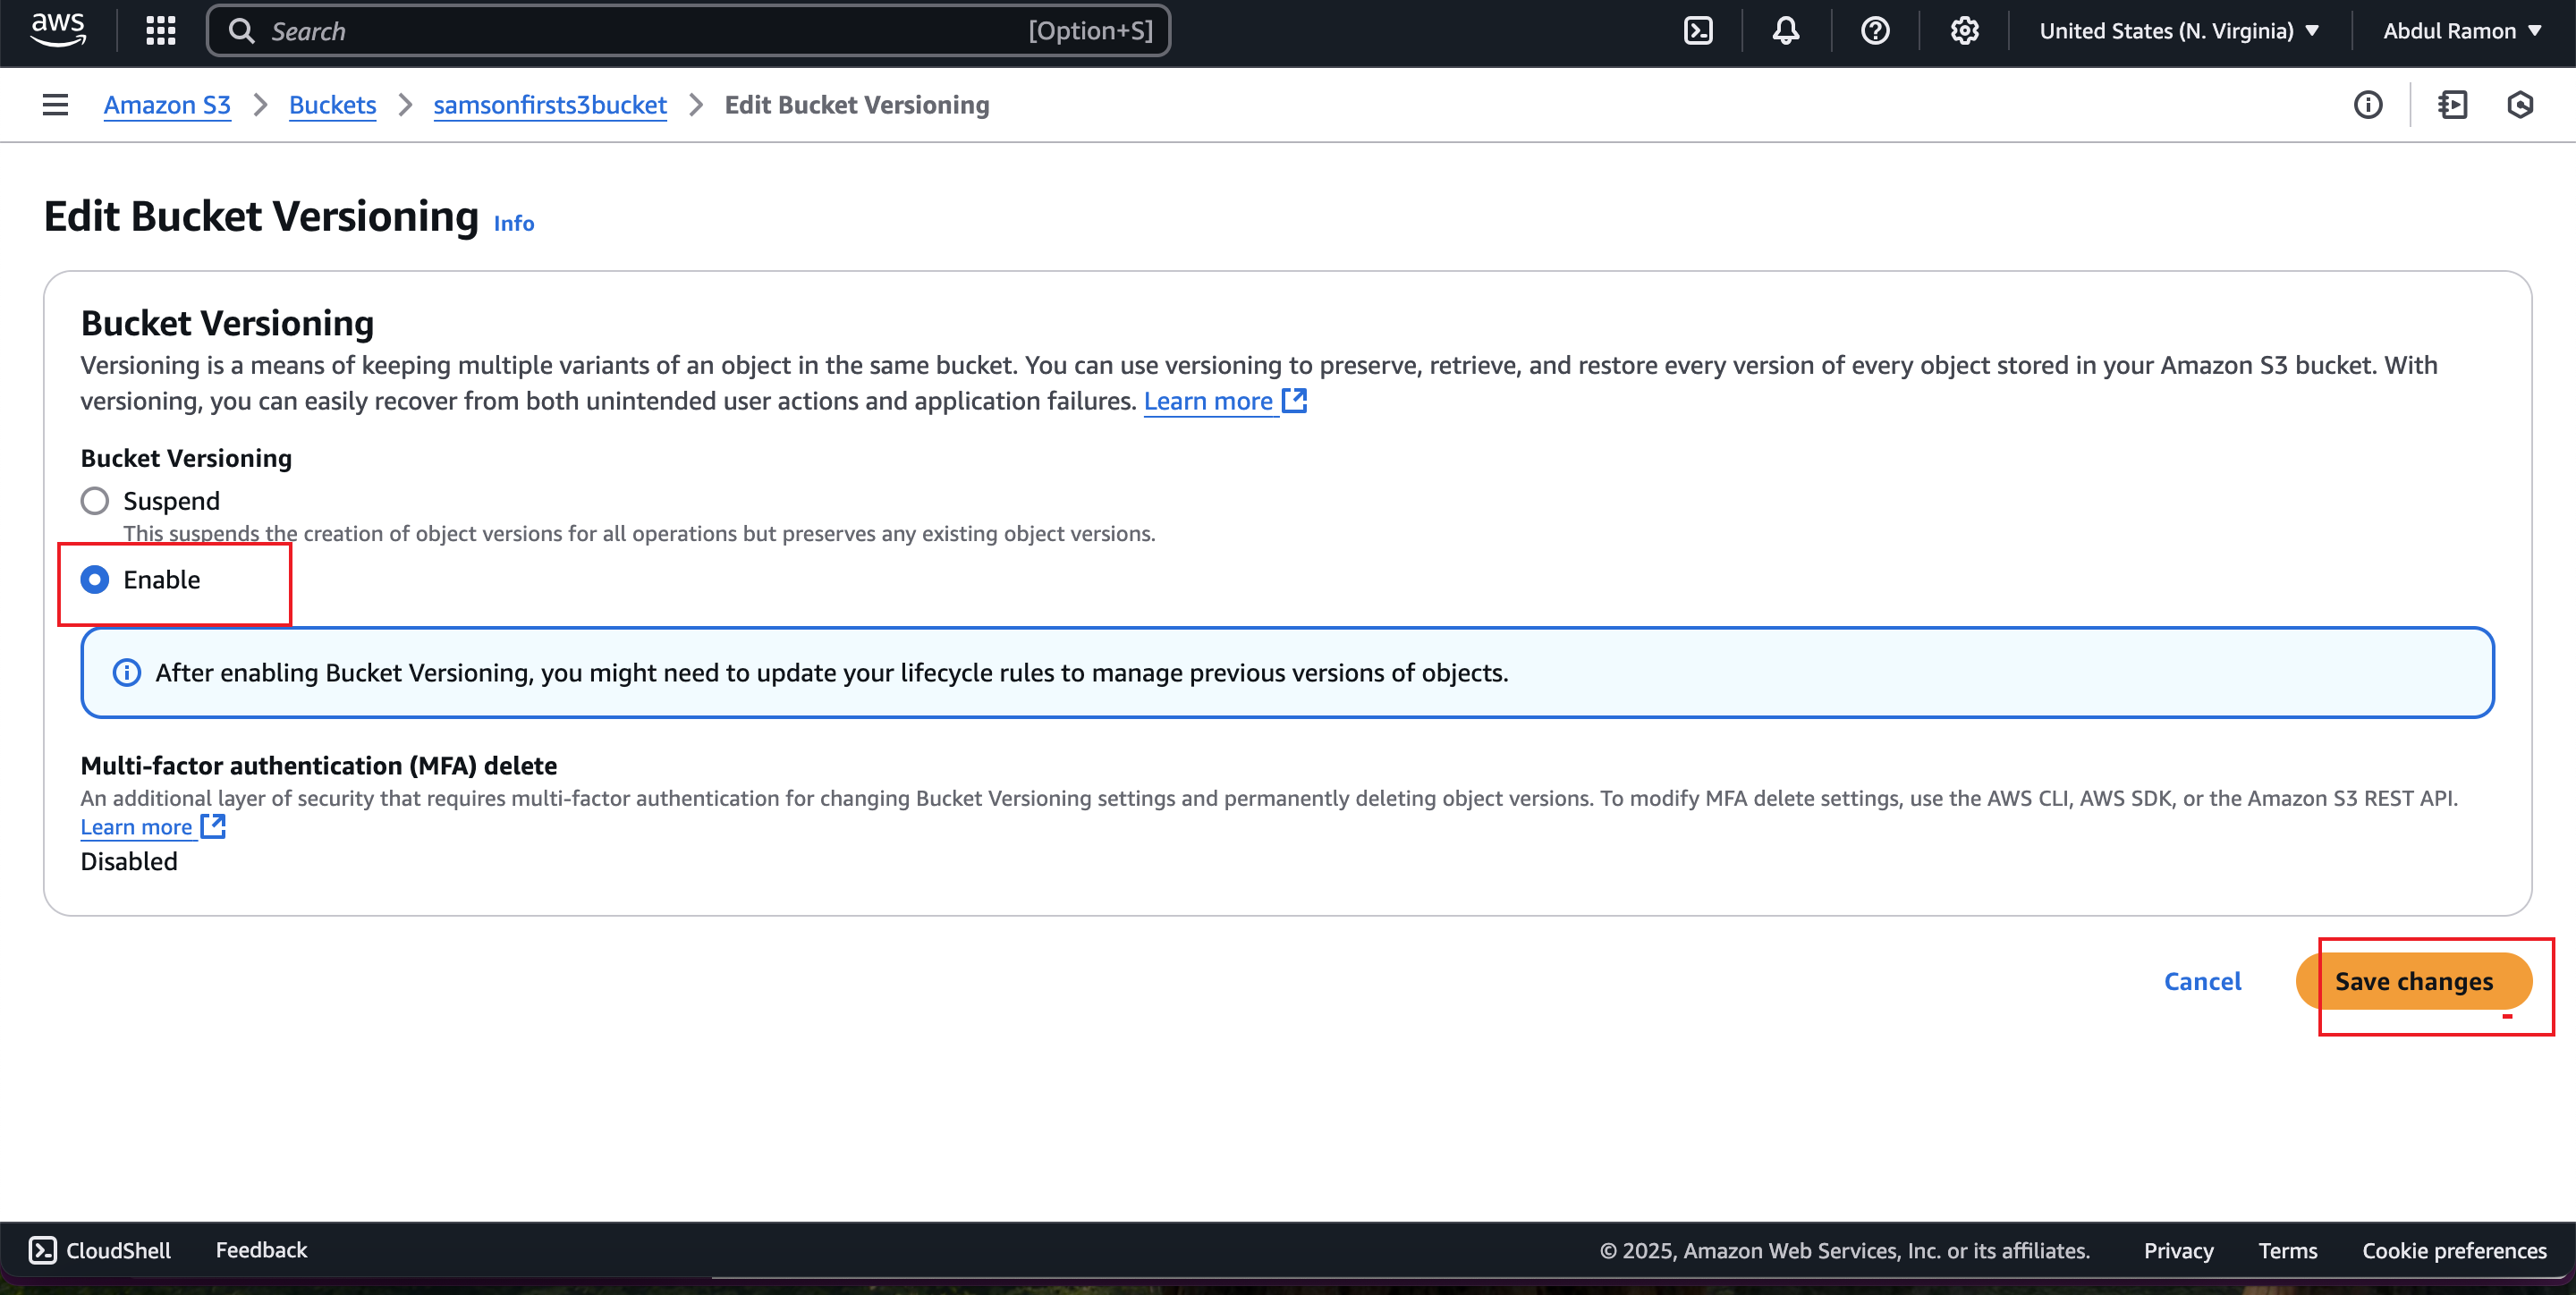 aws
Search [Option+S] United States (N. Virginia) Abdul Ramon
Amazon S3 Buckets samsonfirsts3bucket Edit Bucket Versioning
Edit Bucket Versioning Info
Bucket Versioning
Versioning is a means of keeping multiple variants of an object in the same bucket. You can use versioning to preserve, retrieve, and restore every version of every object stored in your Amazon S3 bucket. With
versioning, you can easily recover from both unintended user actions and application failures. Learn more
Bucket Versioning
Suspend
This suspends the creation of object versions for all operations but preserves any existing object versions.
Enable
After enabling Bucket Versioning, you might need to update your lifecycle rules to manage previous versions of objects.
Multi-factor authentication (MFA) delete
An additional layer of security that requires multi-factor authentication for changing Bucket Versioning settings and permanently deleting object versions. To modify MFA delete settings, use the AWS CLI, AWS SDK, or the Amazon S3 REST API.
Learn more
Disabled
Cancel Save changes
CloudShell Feedback © 2025, Amazon Web Services, Inc. or its affiliates. Privacy Terms Cookie preferences